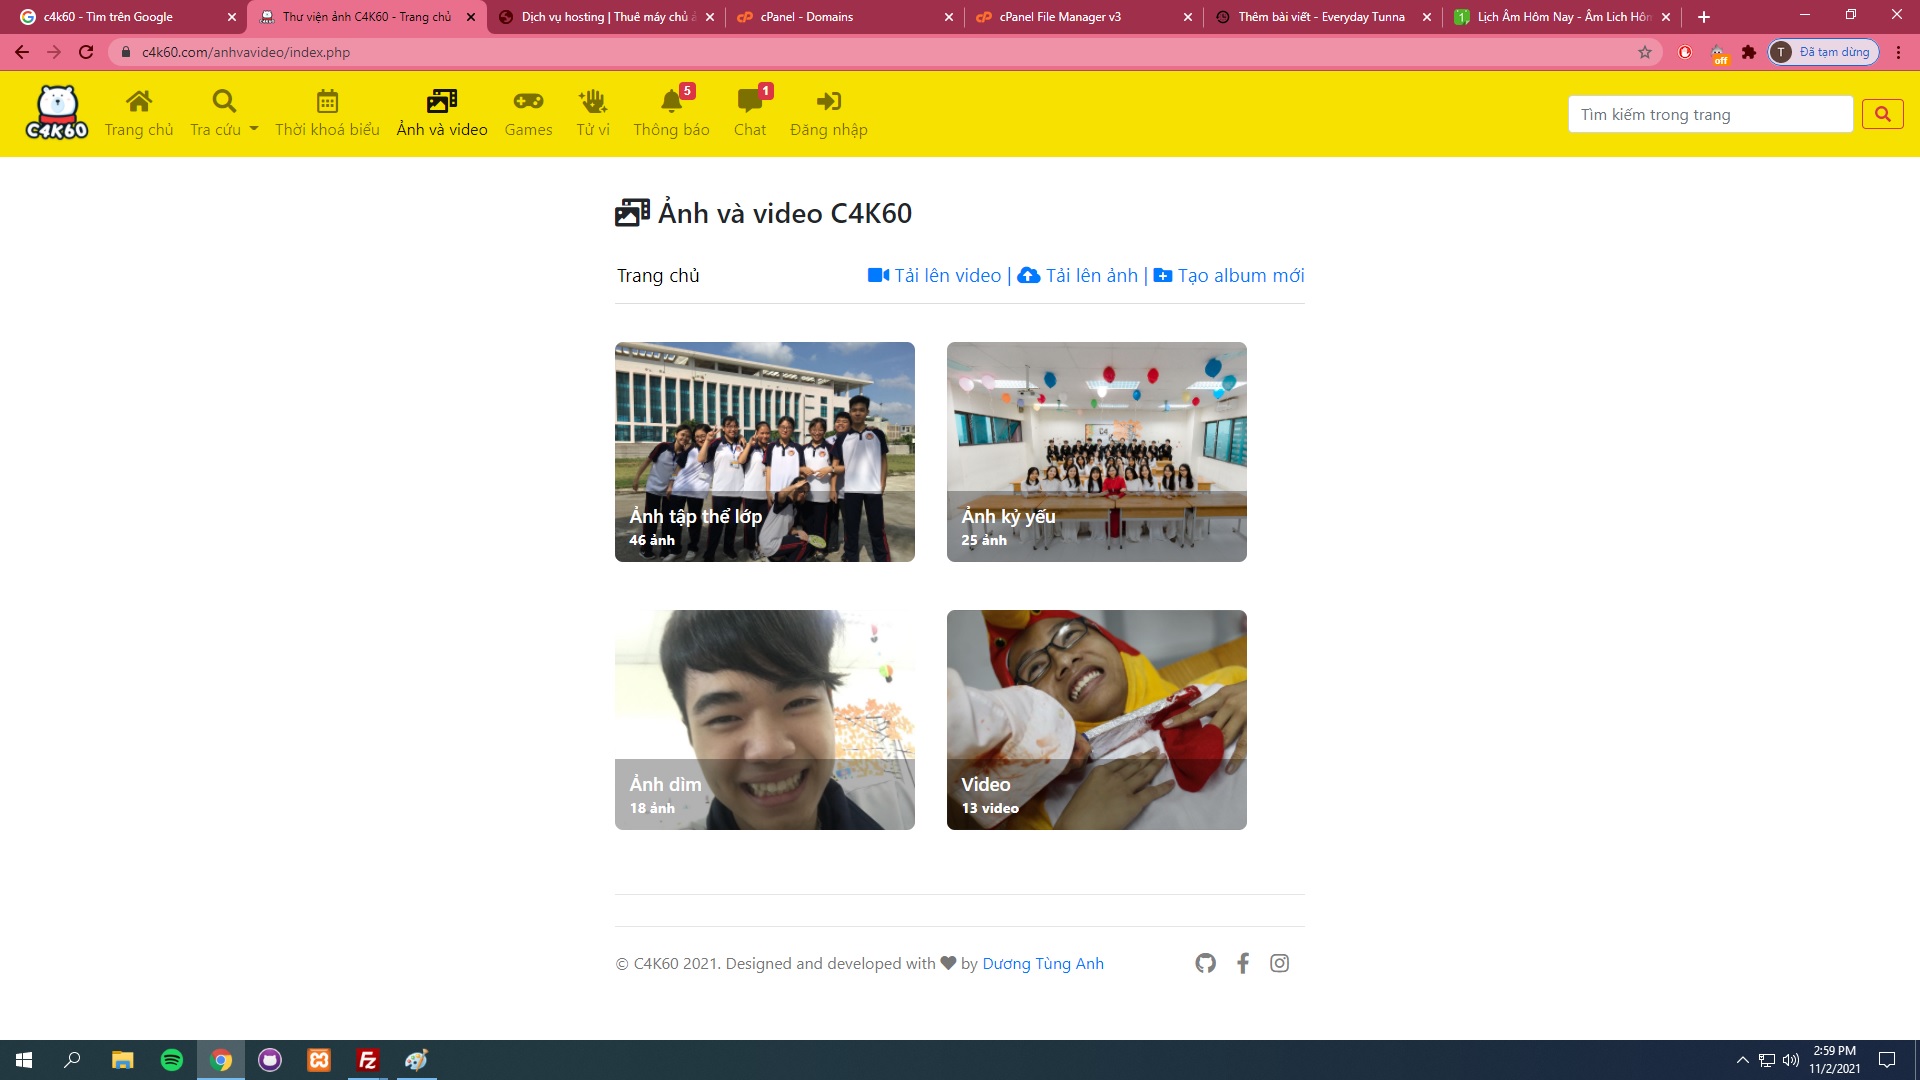 c4k60 - Tìm trên Google
Thư viện ảnh C4K60 - Trang chủ
Dịch vụ hosting | Thuê máy chủ
cPanel - Domains
cPanel File Manager v3
Thêm bài viết - Everyday Tunna
Lịch Âm Hôm Nay - Âm Lich Hôm
c4k60.com/anhvavideo/index.php
off
T
Đã tạm dừng
C4K60
Trang chủ
Tra cứu
Thời khoá biểu
Ảnh và video
Games
Tử vi
5
Thông báo
1
Chat
Đăng nhập
Tìm kiếm trong trang
Ảnh và video C4K60
Trang chủ
Tải lên video | Tải lên ảnh | Tạo album mới
Ảnh tập thể lớp
46 ảnh
Ảnh kỷ yếu
25 ảnh
Ảnh dìm
18 ảnh
Video
13 video
© C4K60 2021. Designed and developed with by Dương Tùng Anh
2:59 PM
11/2/2021